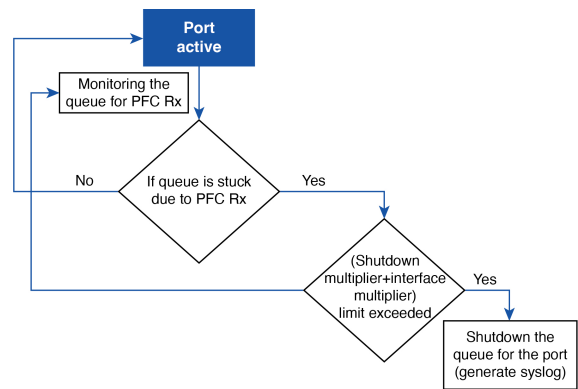 Port
active
Monitoring the
queue for PFC Rx
No
If queue is stuck
due to PFC Rx
Yes
(Shutdown
multiplier+interface
multiplier)
limit exceeded
Yes
Shutdown the
queue for the port
(generate syslog)